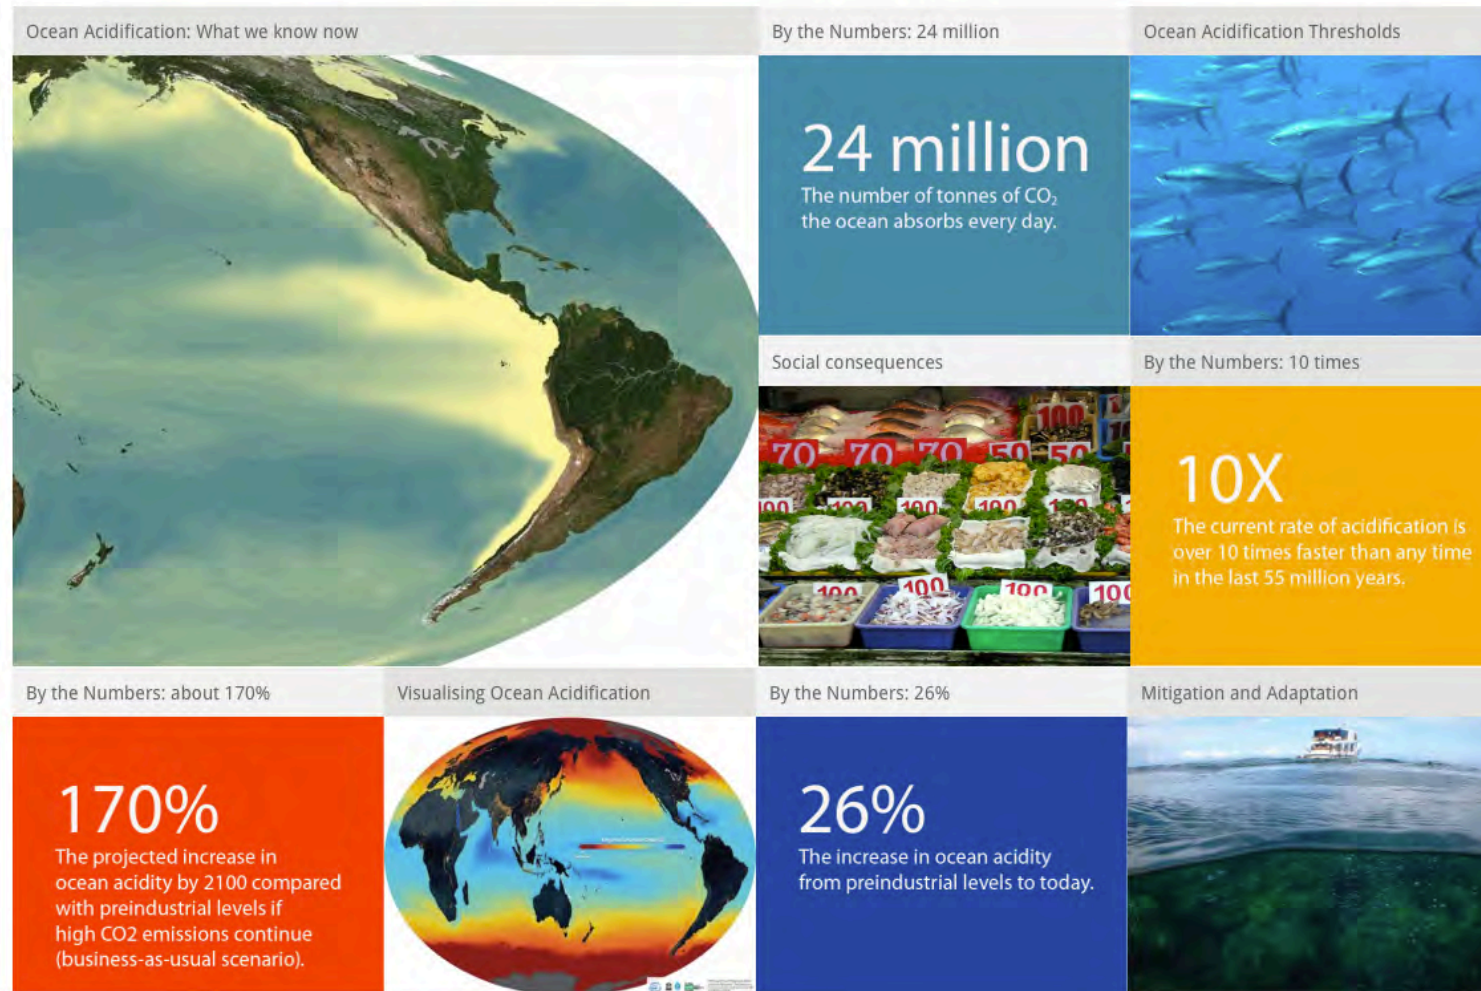 Ocean Acidification: What we know now
By the Numbers: 24 million
Ocean Acidification Thresholds
24 million
The number of tonnes of CO₂
the ocean absorbs every day.
Social consequences
By the Numbers: 10 times
100
70 70 70 50 50
100 100 100 100 120
100 100 100 100
10X
The current rate of acidification is
over 10 times faster than any time
in the last 55 million years.
By the Numbers: about 170%
Visualising Ocean Acidification
By the Numbers: 26%
Mitigation and Adaptation
170%
The projected increase in
ocean acidity by 2100 compared
with preindustrial levels if
high CO2 emissions continue
(business-as-usual scenario).
26%
The increase in ocean acidity
from preindustrial levels to today.